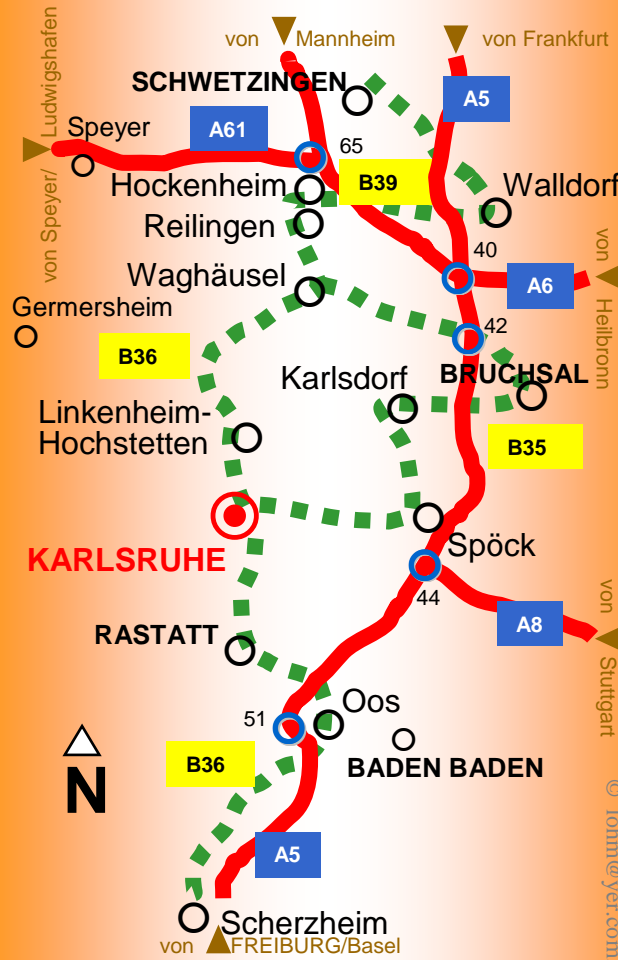 von Mannheim
von Frankfurt
SCHWETZINGEN
von Speyer/ Ludwigshafen
A61
A5
Speyer
65
Hockenheim
B39
Walldorf
Reilingen
40
von Heilbronn
Waghäusel
A6
Germersheim
42
B36
Karlsdorf
BRUCHSAL
Linkenheim-
Hochstetten
B35
KARLSRUHE
Spöck
44
A8
von Stuttgart
RASTATT
Oos
51
B36
BADEN BADEN
N
A5
Scherzheim
von FREIBURG/Basel